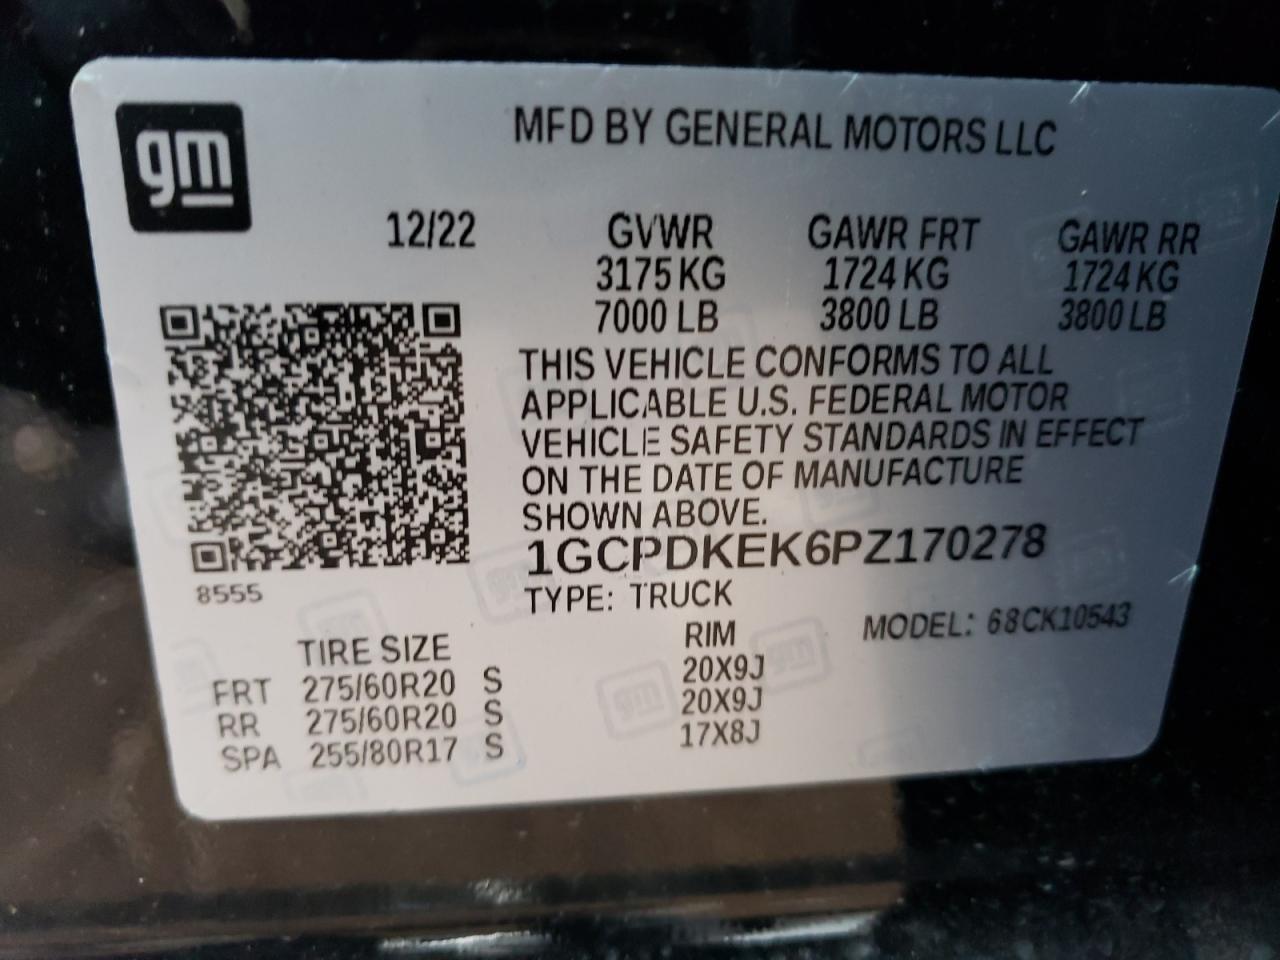 gm
MFD BY GENERAL MOTORS LLC
12/22 GVWR GAWR FRT GAWR RR
3175 KG 1724 KG 1724 KG
7000 LB 3800 LB 3800 LB
THIS VEHICLE CONFORMS TO ALL
APPLICABLE U.S. FEDERAL MOTOR
VEHICLE SAFETY STANDARDS IN EFFECT
ON THE DATE OF MANUFACTURE
SHOWN ABOVE.
1GCPDKEK6PZ170278
8555
TYPE: TRUCK
MODEL: 68CK10543
TIRE SIZE RIM
FRT 275/60R20 S 20X9J
RR 275/60R20 S 20X9J
SPA 255/80R17 S 17X8J